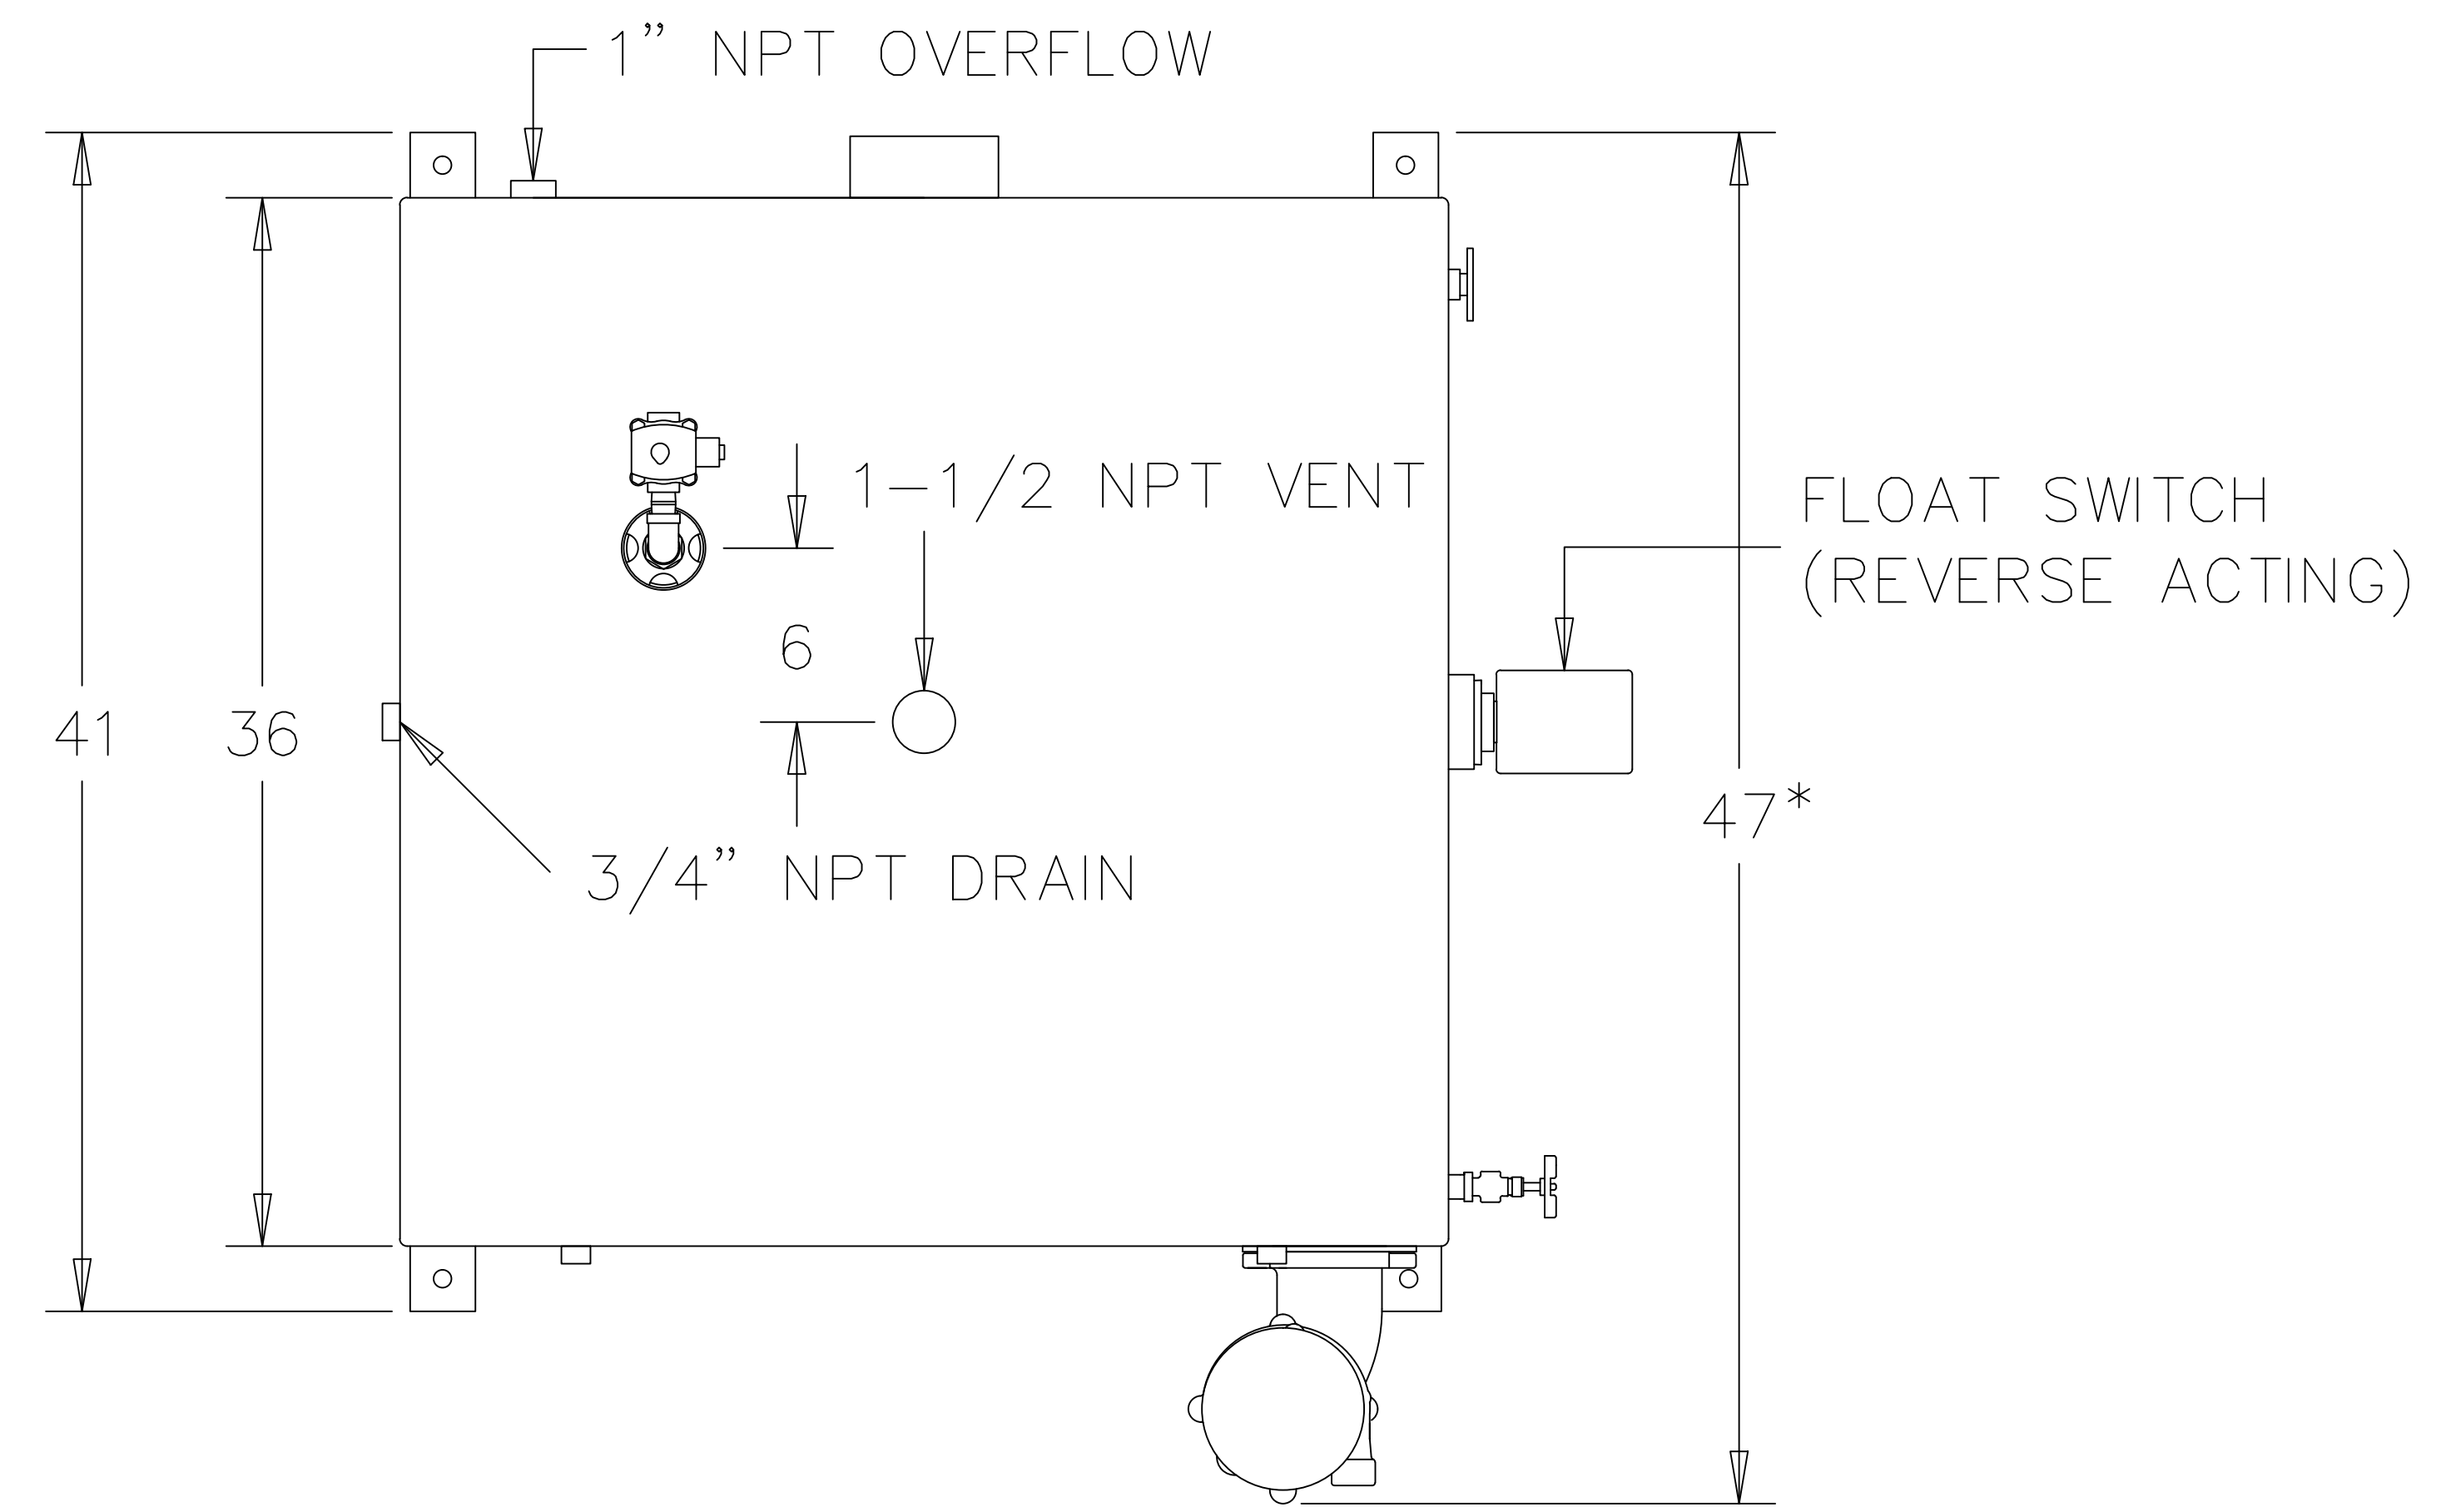 1” NPT OVERFLOW
1–1/2 NPT VENT
FLOAT SWITCH
(REVERSE ACTING)
6
41
36
47*
3/4” NPT DRAIN